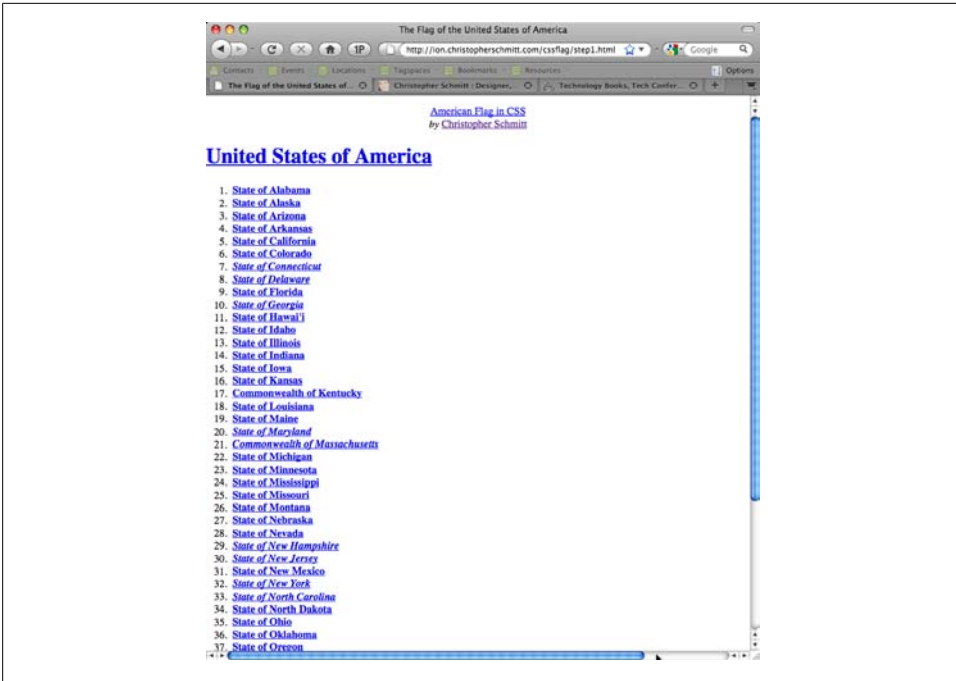 The Flag of the United States of America
1P http://ion.christopherschmitt.com/cssflag/step1.html Google
Contacts Events Locations Tagspaces Bookmarks Resources Options
The Flag of the United States of... Christopher Schmitt : Designer,... Technology Books, Tech Confer... +
American Flag in CSS
by Christopher Schmitt
United States of America
1. State of Alabama
2. State of Alaska
3. State of Arizona
4. State of Arkansas
5. State of California
6. State of Colorado
7. State of Connecticut
8. State of Delaware
9. State of Florida
10. State of Georgia
11. State of Hawai'i
12. State of Idaho
13. State of Illinois
14. State of Indiana
15. State of Iowa
16. State of Kansas
17. Commonwealth of Kentucky
18. State of Louisiana
19. State of Maine
20. State of Maryland
21. Commonwealth of Massachusetts
22. State of Michigan
23. State of Minnesota
24. State of Mississippi
25. State of Missouri
26. State of Montana
27. State of Nebraska
28. State of Nevada
29. State of New Hampshire
30. State of New Jersey
31. State of New Mexico
32. State of New York
33. State of North Carolina
34. State of North Dakota
35. State of Ohio
36. State of Oklahoma
37. State of Oregon